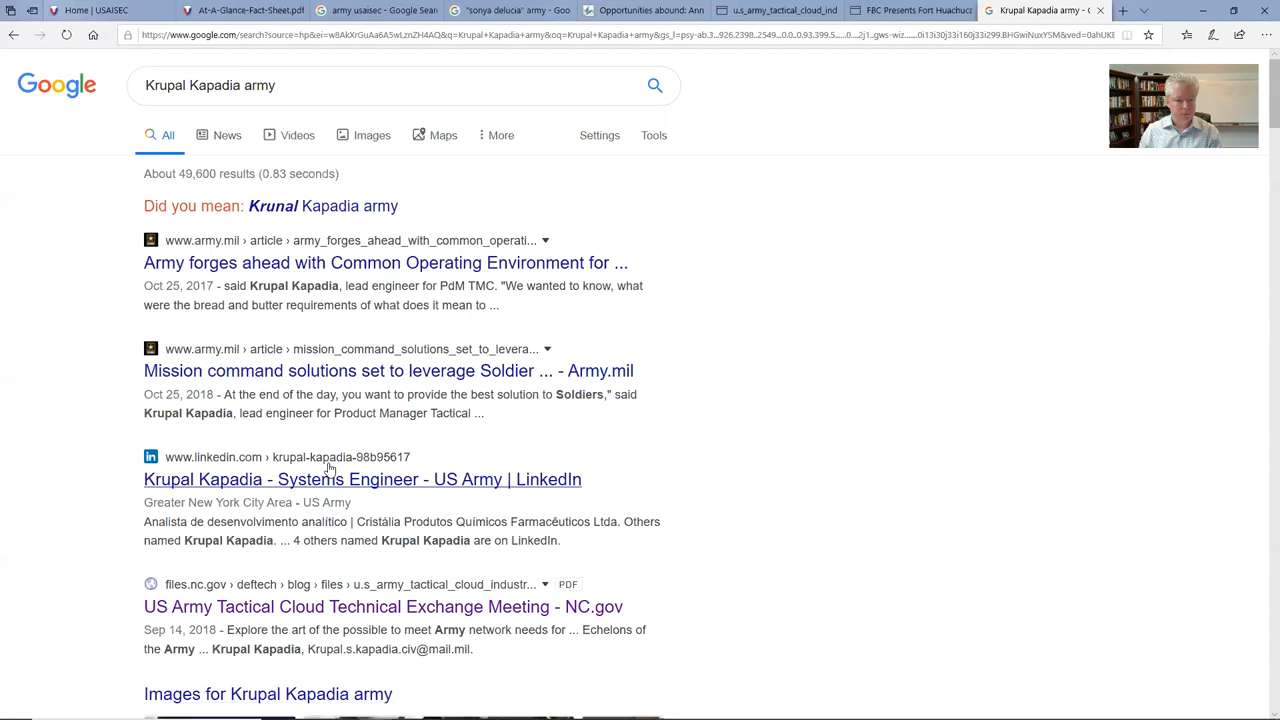 Home | USAISEC
At-A-Glance-Fact-Sheet.pdf
army usaisec - Google Sear
"sonya delucia" army - Goo
Opportunities abound: Ann
u.s_army_tactical_cloud_ind
FBC Presents Fort Huachuca
Krupal Kapadia army - G
Google
Krupal Kapadia army
All
News
Videos
Images
Maps
More
Settings
Tools
About 49,600 results (0.83 seconds)
Did you mean: Krunal Kapadia army
www.army.mil › article › army_forges_ahead_with_common_operati...
Army forges ahead with Common Operating Environment for ...
Oct 25, 2017 - said Krupal Kapadia, lead engineer for PdM TMC. "We wanted to know, what
were the bread and butter requirements of what does it mean to ...
www.army.mil › article › mission_command_solutions_set_to_levera...
Mission command solutions set to leverage Soldier ... - Army.mil
Oct 25, 2018 - At the end of the day, you want to provide the best solution to Soldiers," said
Krupal Kapadia, lead engineer for Product Manager Tactical ...
www.linkedin.com › krupal-kapadia-98b95617
Krupal Kapadia - Systems Engineer - US Army | LinkedIn
Greater New York City Area - US Army
Analista de desenvolvimento analítico | Cristália Produtos Químicos Farmacêuticos Ltda. Others
named Krupal Kapadia. ... 4 others named Krupal Kapadia are on LinkedIn.
files.nc.gov › deftech › blog › files › u.s_army_tactical_cloud_industr... PDF
US Army Tactical Cloud Technical Exchange Meeting - NC.gov
Sep 14, 2018 - Explore the art of the possible to meet Army network needs for ... Echelons of
the Army ... Krupal Kapadia, Krupal.s.kapadia.civ@mail.mil.
Images for Krupal Kapadia army